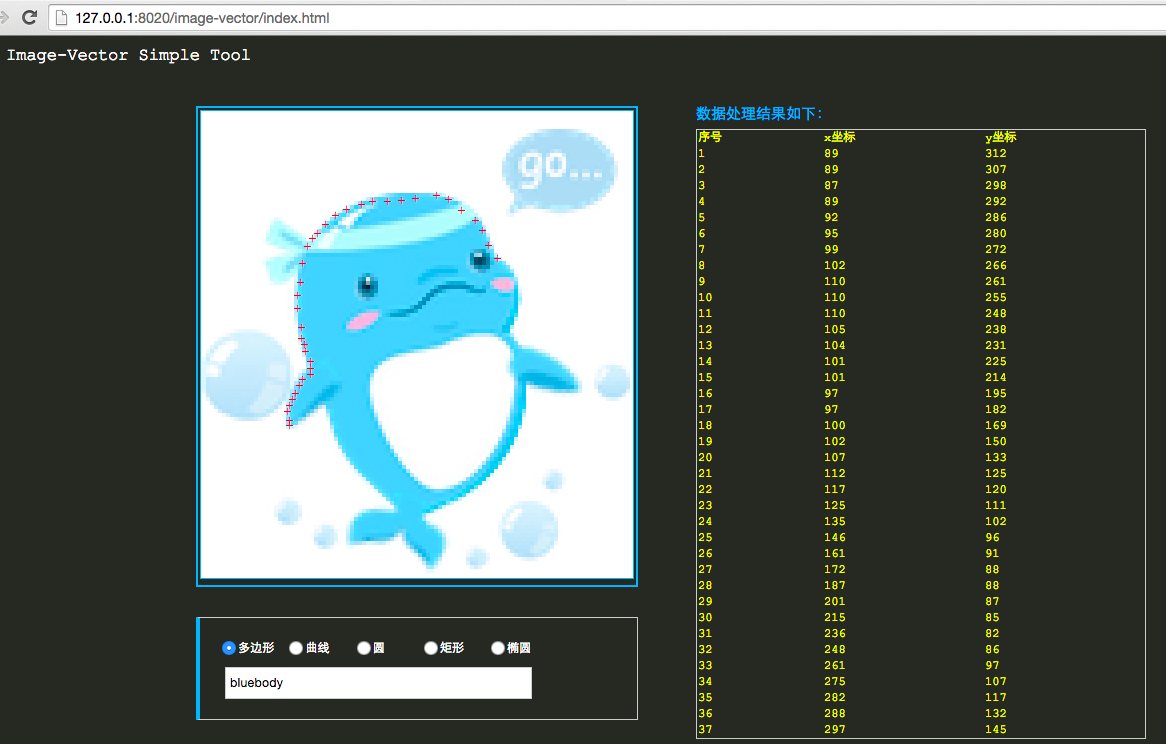 127.0.0.1:8020/image-vector/index.html
Image-Vector Simple Tool
go...
多边形 曲线 圆 矩形 椭圆
bluebody
数据处理结果如下：
序号 x坐标 y坐标
1 89 312
2 89 307
3 87 298
4 89 292
5 92 286
6 95 280
7 99 272
8 102 266
9 110 261
10 110 255
11 110 248
12 105 238
13 104 231
14 101 225
15 101 214
16 97 195
17 97 182
18 100 169
19 102 150
20 107 133
21 112 125
22 117 120
23 125 111
24 135 102
25 146 96
26 161 91
27 172 88
28 187 88
29 201 87
30 215 85
31 236 82
32 248 86
33 261 97
34 275 107
35 282 117
36 288 132
37 297 145